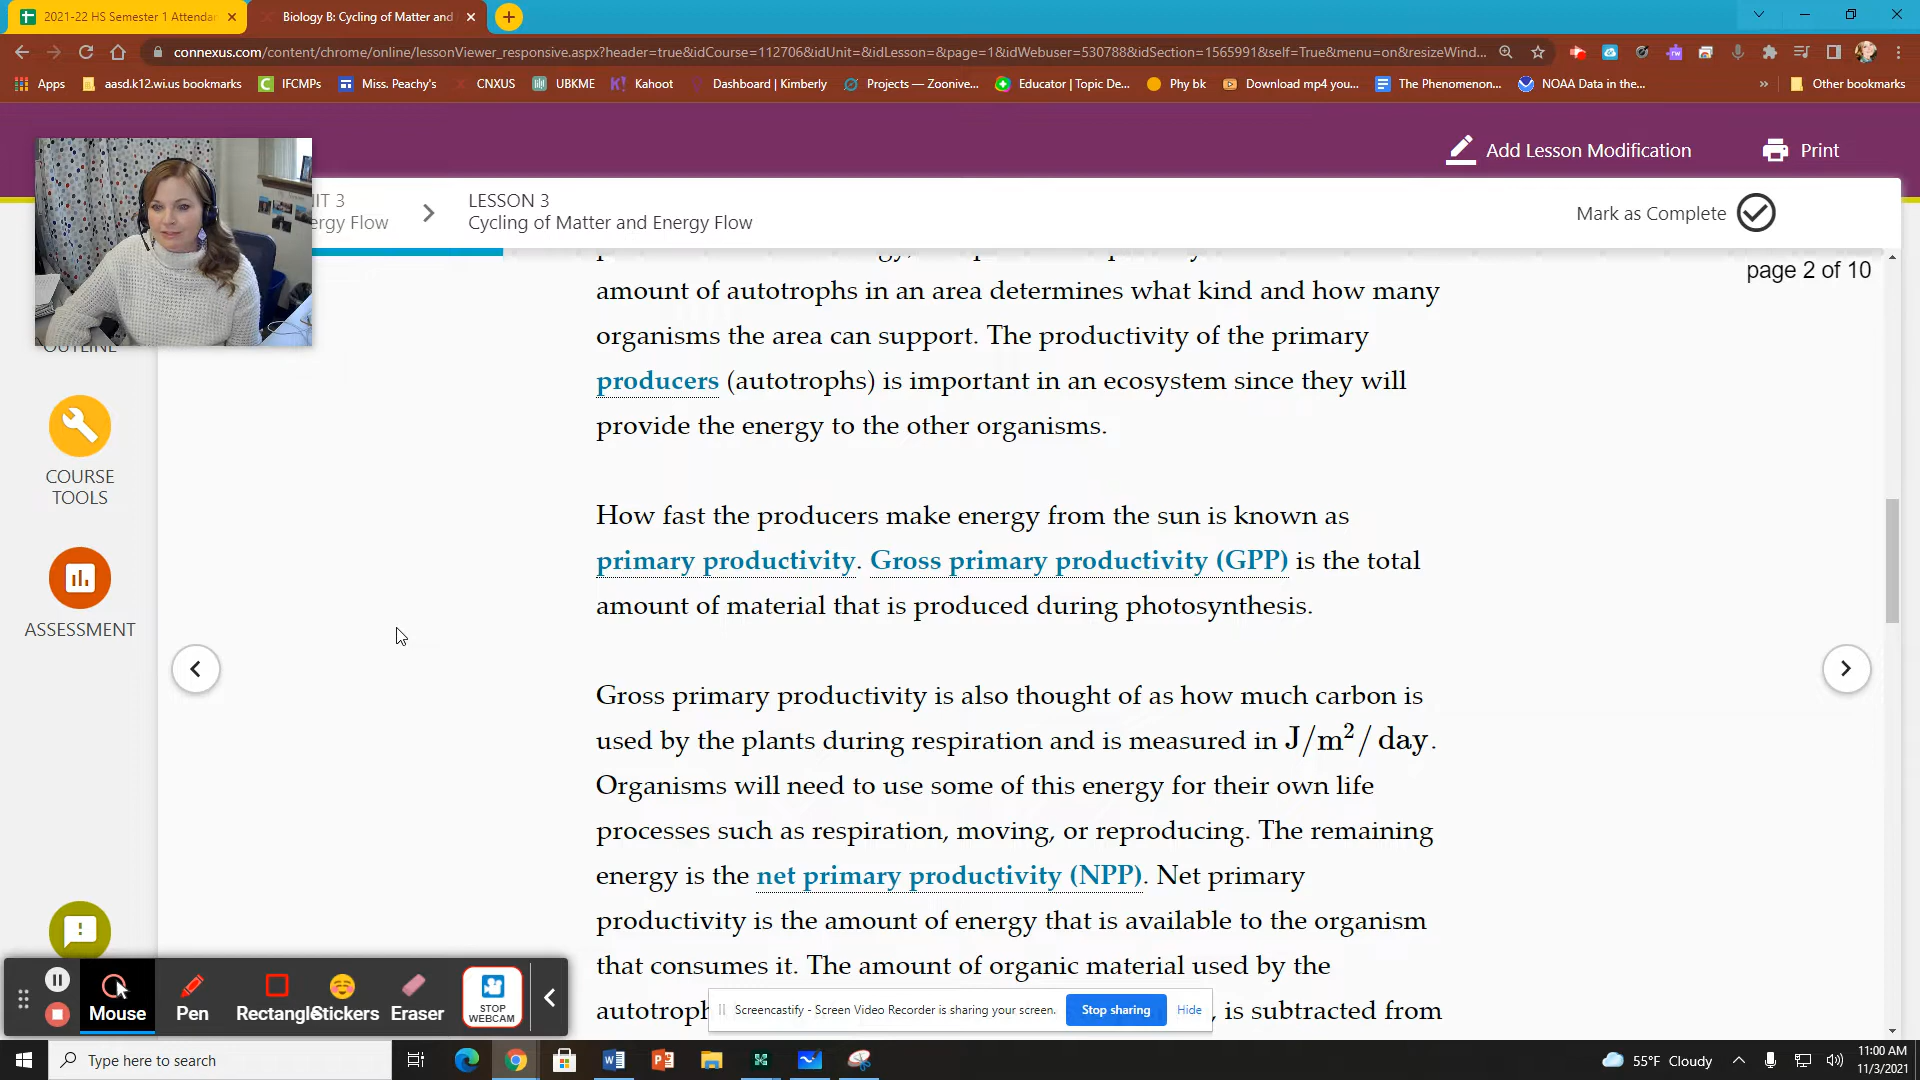 2021-22 HS Semester 1 Attendan
Biology B: Cycling of Matter and
connexus.com/content/chrome/online/lessonViewer_responsive.aspx?header=true&idCourse=112706&idUnit=&idLesson=&page=1&idWebuser=530788&idSection=1565991&self=True&menu=on&resizeWind...
Apps
aasd.k12.wi.us bookmarks
IFCMPs
Miss. Peachy's
CNXUS
UBKME
Kahoot
Dashboard | Kimberly
Projects — Zoonive...
Educator | Topic De...
Phy bk
Download mp4 you...
The Phenomenon...
NOAA Data in the...
»
Other bookmarks
Add Lesson Modification
Print
IT 3
ergy Flow
LESSON 3
Cycling of Matter and Energy Flow
Mark as Complete
page 2 of 10
amount of autotrophs in an area determines what kind and how many
organisms the area can support. The productivity of the primary
producers (autotrophs) is important in an ecosystem since they will
provide the energy to the other organisms.
How fast the producers make energy from the sun is known as
primary productivity. Gross primary productivity (GPP) is the total
amount of material that is produced during photosynthesis.
Gross primary productivity is also thought of as how much carbon is
used by the plants during respiration and is measured in J/m²/day.
Organisms will need to use some of this energy for their own life
processes such as respiration, moving, or reproducing. The remaining
energy is the net primary productivity (NPP). Net primary
productivity is the amount of energy that is available to the organism
that consumes it. The amount of organic material used by the
autotroph
, is subtracted from
OUTLINE
COURSE
TOOLS
ASSESSMENT
Mouse
Pen
Rectangle
Stickers
Eraser
STOP
WEBCAM
Screencastify - Screen Video Recorder is sharing your screen.
Stop sharing
Hide
Type here to search
55°F Cloudy
11:00 AM
11/3/2021